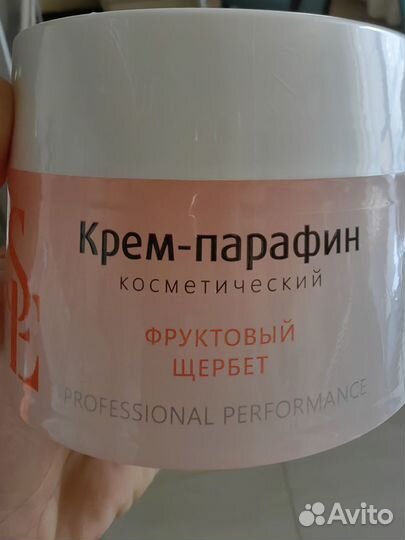 Крем-парафин
косметический
ФРУКТОВЫЙ
ЩЕРБЕТ
PROFESSIONAL PERFORMANCE
Avito